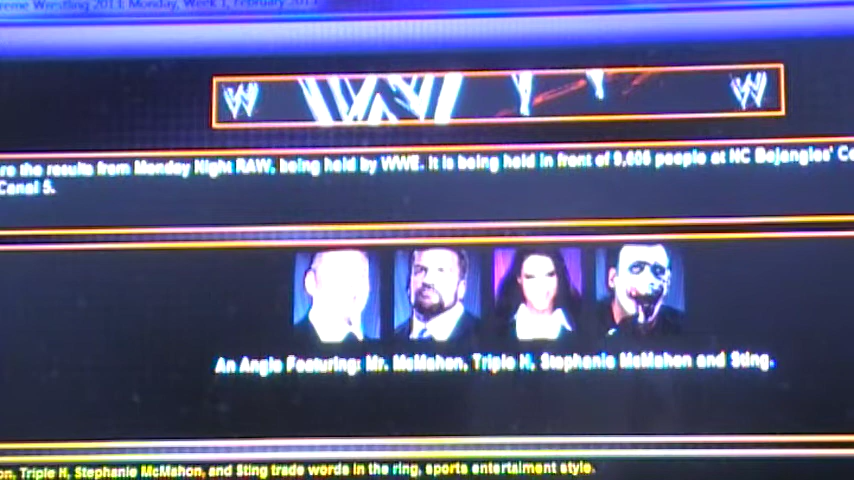 reme Wrestling 2013: Monday, Week 1, February 2013
W W W
re the results from Monday Night RAW, being held by WWE. It is being held in front of 9,606 people at NC Bojangles' Co
Canal 5.
An Angle Featuring: Mr. McMahon, Triple H, Stephanie McMahon and Sting.
on, Triple H, Stephanie McMahon, and Sting trade words in the ring, sports entertaiment style.